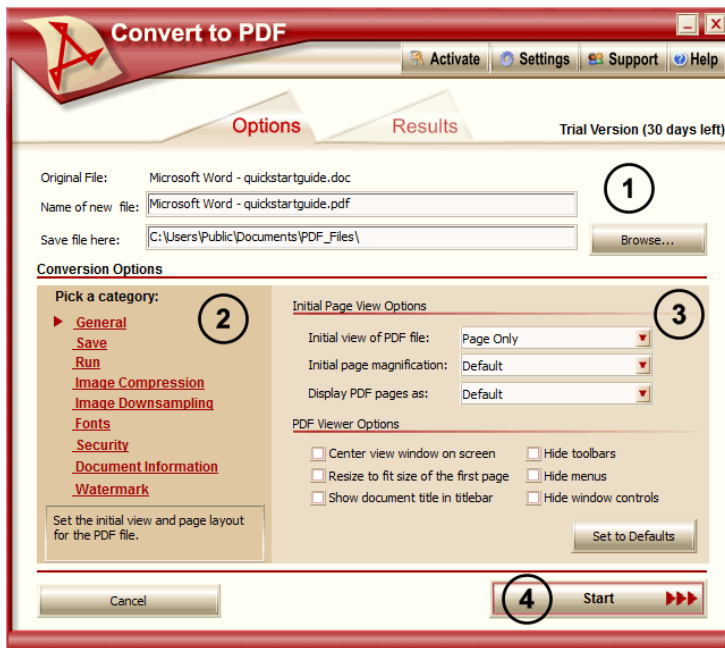 Convert to PDF
Activate Settings Support Help
Options Results Trial Version (30 days left)
Original File: Microsoft Word - quickstartguide.doc
1
Name of new file: Microsoft Word - quickstartguide.pdf
Save file here: C:\Users\Public\Documents\PDF_Files\ Browse...
Conversion Options
Pick a category:
2
General
Save
Run
Image Compression
Image Downsampling
Fonts
Security
Document Information
Watermark
Set the initial view and page layout
for the PDF file.
Initial Page View Options
3
Initial view of PDF file: Page Only
Initial page magnification: Default
Display PDF pages as: Default
PDF Viewer Options
Center view window on screen Hide toolbars
Resize to fit size of the first page Hide menus
Show document title in titlebar Hide window controls
Set to Defaults
Cancel 4 Start